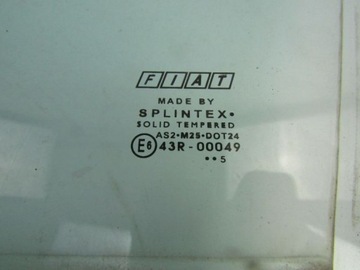 FIAT
MADE BY
SPLINTEX•
SOLID TEMPERED
AS2•M25•DOT24
E6 43R-00049
••5